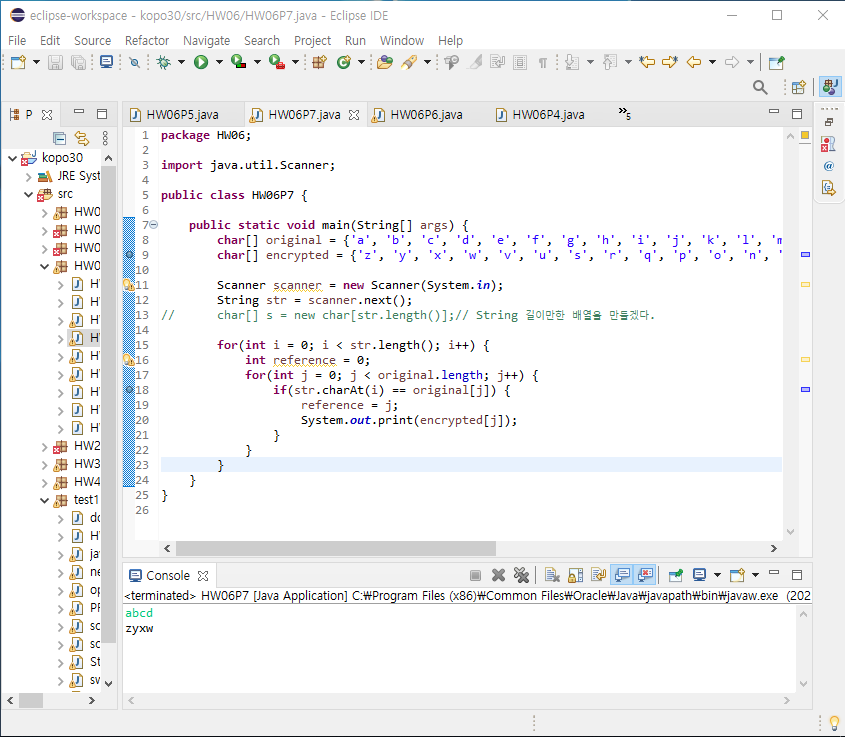 eclipse-workspace - kopo30/src/HW06/HW06P7.java - Eclipse IDE
File Edit Source Refactor Navigate Search Project Run Window Help
P
HW06P5.java HW06P7.java HW06P6.java HW06P4.java »5
kopo30
JRE Syst
src
HW0
HW0
HW0
HW0
H
H
H
H
H
H
H
H
H
HW2
HW3
HW4
test1
dc
H
ja
ne
op
PF
sc
sc
St
sv
1 package HW06;
2
3 import java.util.Scanner;
4
5 public class HW06P7 {
6
7 public static void main(String[] args) {
8 char[] original = {'a', 'b', 'c', 'd', 'e', 'f', 'g', 'h', 'i', 'j', 'k', 'l', 'm
9 char[] encrypted = {'z', 'y', 'x', 'w', 'v', 'u', 's', 'r', 'q', 'p', 'o', 'n', '
10
11 Scanner scanner = new Scanner(System.in);
12 String str = scanner.next();
13 // char[] s = new char[str.length()];// String 길이만한 배열을 만들겠다.
14
15 for(int i = 0; i < str.length(); i++) {
16 int reference = 0;
17 for(int j = 0; j < original.length; j++) {
18 if(str.charAt(i) == original[j]) {
19 reference = j;
20 System.out.print(encrypted[j]);
21 }
22 }
23 }
24 }
25 }
26
Console
<terminated> HW06P7 [Java Application] C:₩Program Files (x86)₩Common Files₩Oracle₩Java₩javapath₩bin₩javaw.exe (202
abcd
zyxw